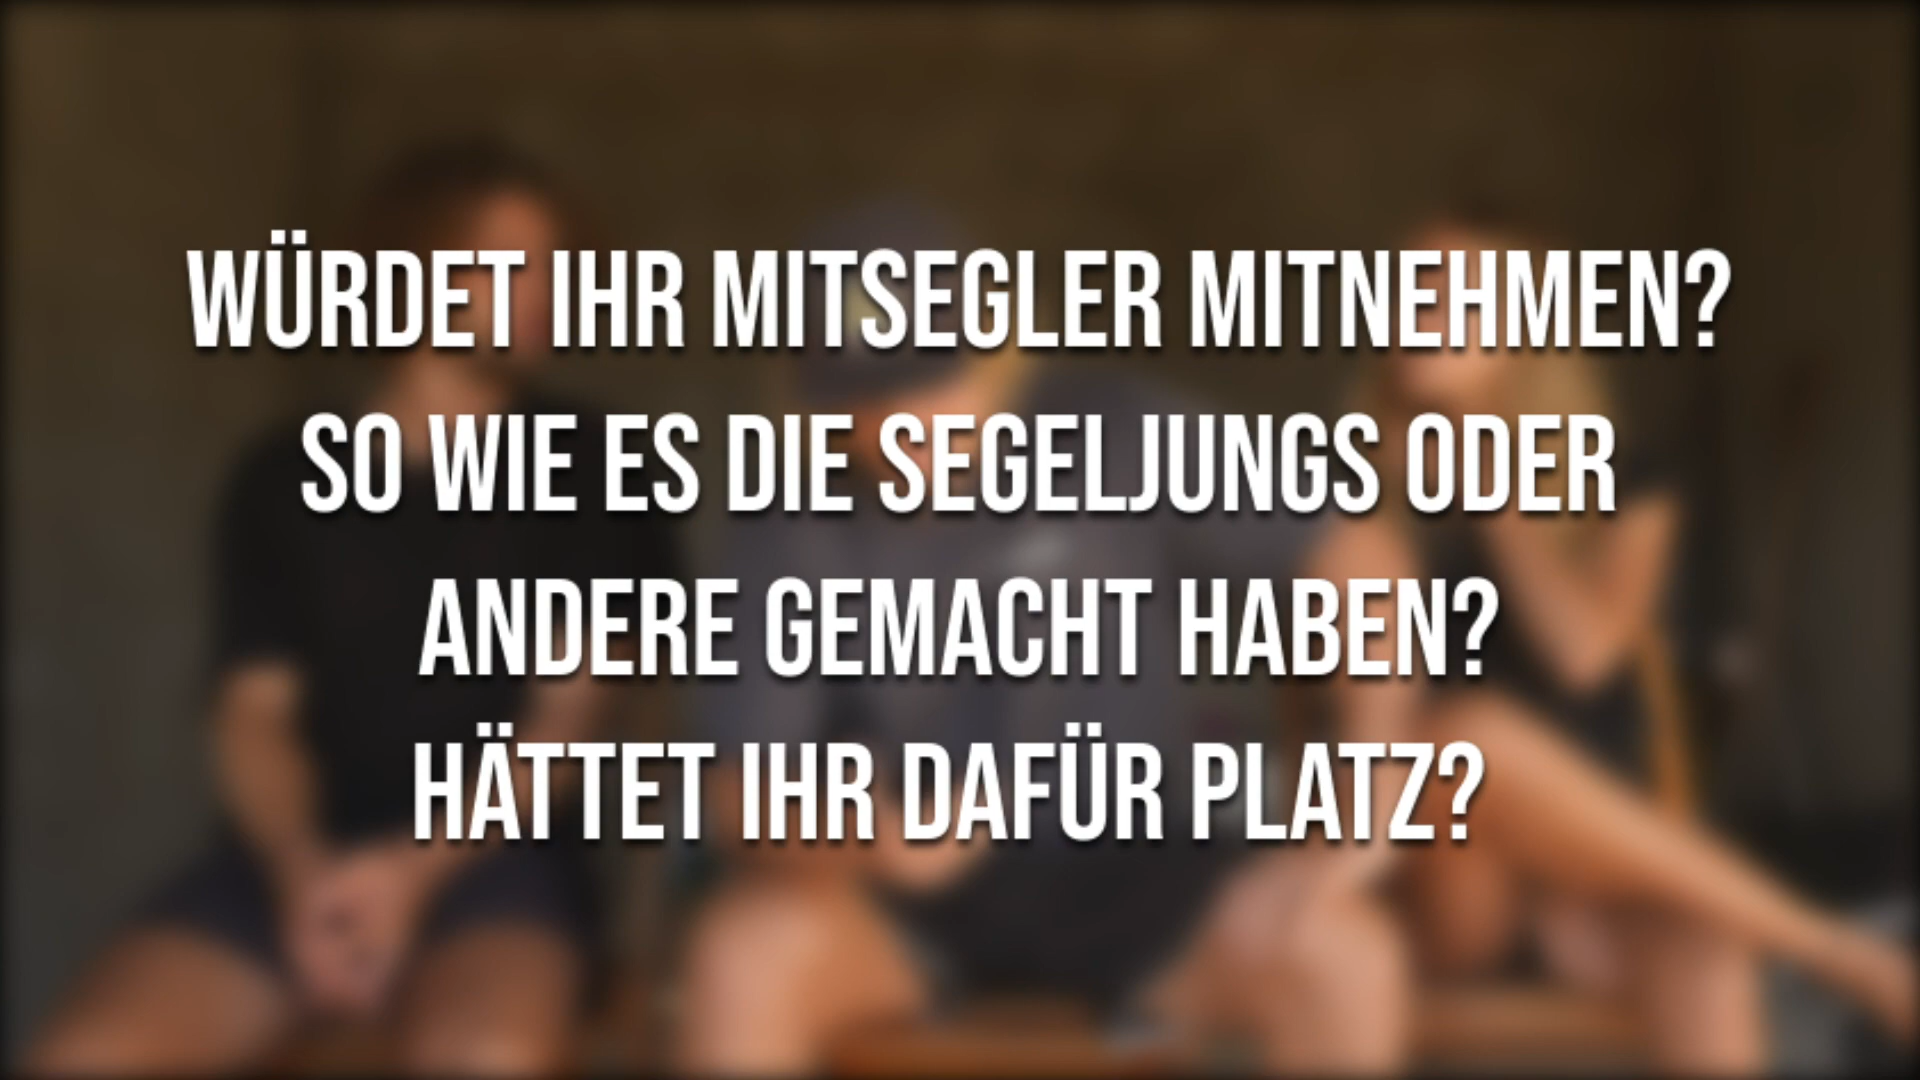 WÜRDET IHR MITSEGLER MITNEHMEN?
SO WIE ES DIE SEGELJUNGS ODER
ANDERE GEMACHT HABEN?
HÄTTET IHR DAFÜR PLATZ?